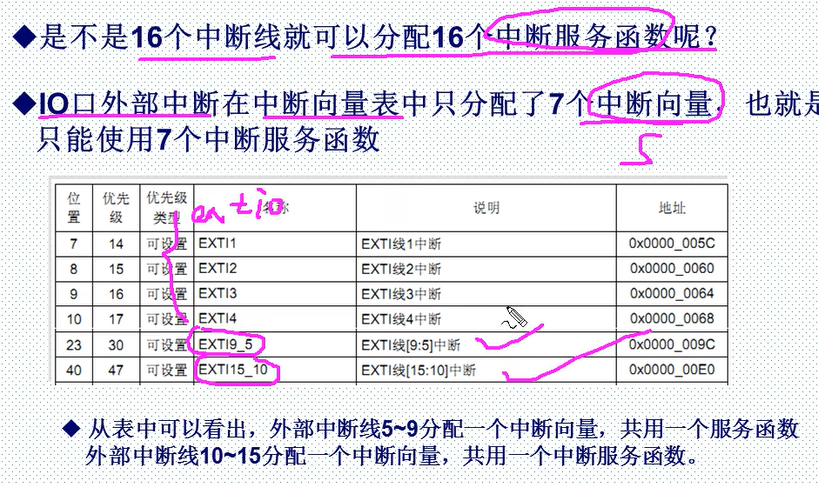 ◆是不是16个中断线就可以分配16个中断服务函数呢？
◆IO口外部中断在中断向量表中只分配了7个中断向量，也就是
只能使用7个中断服务函数
位置 优先级 优先级类型 名称 说明 地址
7 14 可设置 EXTI1 EXTI线1中断 0x0000_005C
8 15 可设置 EXTI2 EXTI线2中断 0x0000_0060
9 16 可设置 EXTI3 EXTI线3中断 0x0000_0064
10 17 可设置 EXTI4 EXTI线4中断 0x0000_0068
23 30 可设置 EXTI9_5 EXTI线[9:5]中断 0x0000_009C
40 47 可设置 EXTI15_10 EXTI线[15:10]中断 0x0000_00E0
◆ 从表中可以看出，外部中断线5~9分配一个中断向量，共用一个服务函数
外部中断线10~15分配一个中断向量，共用一个中断服务函数。